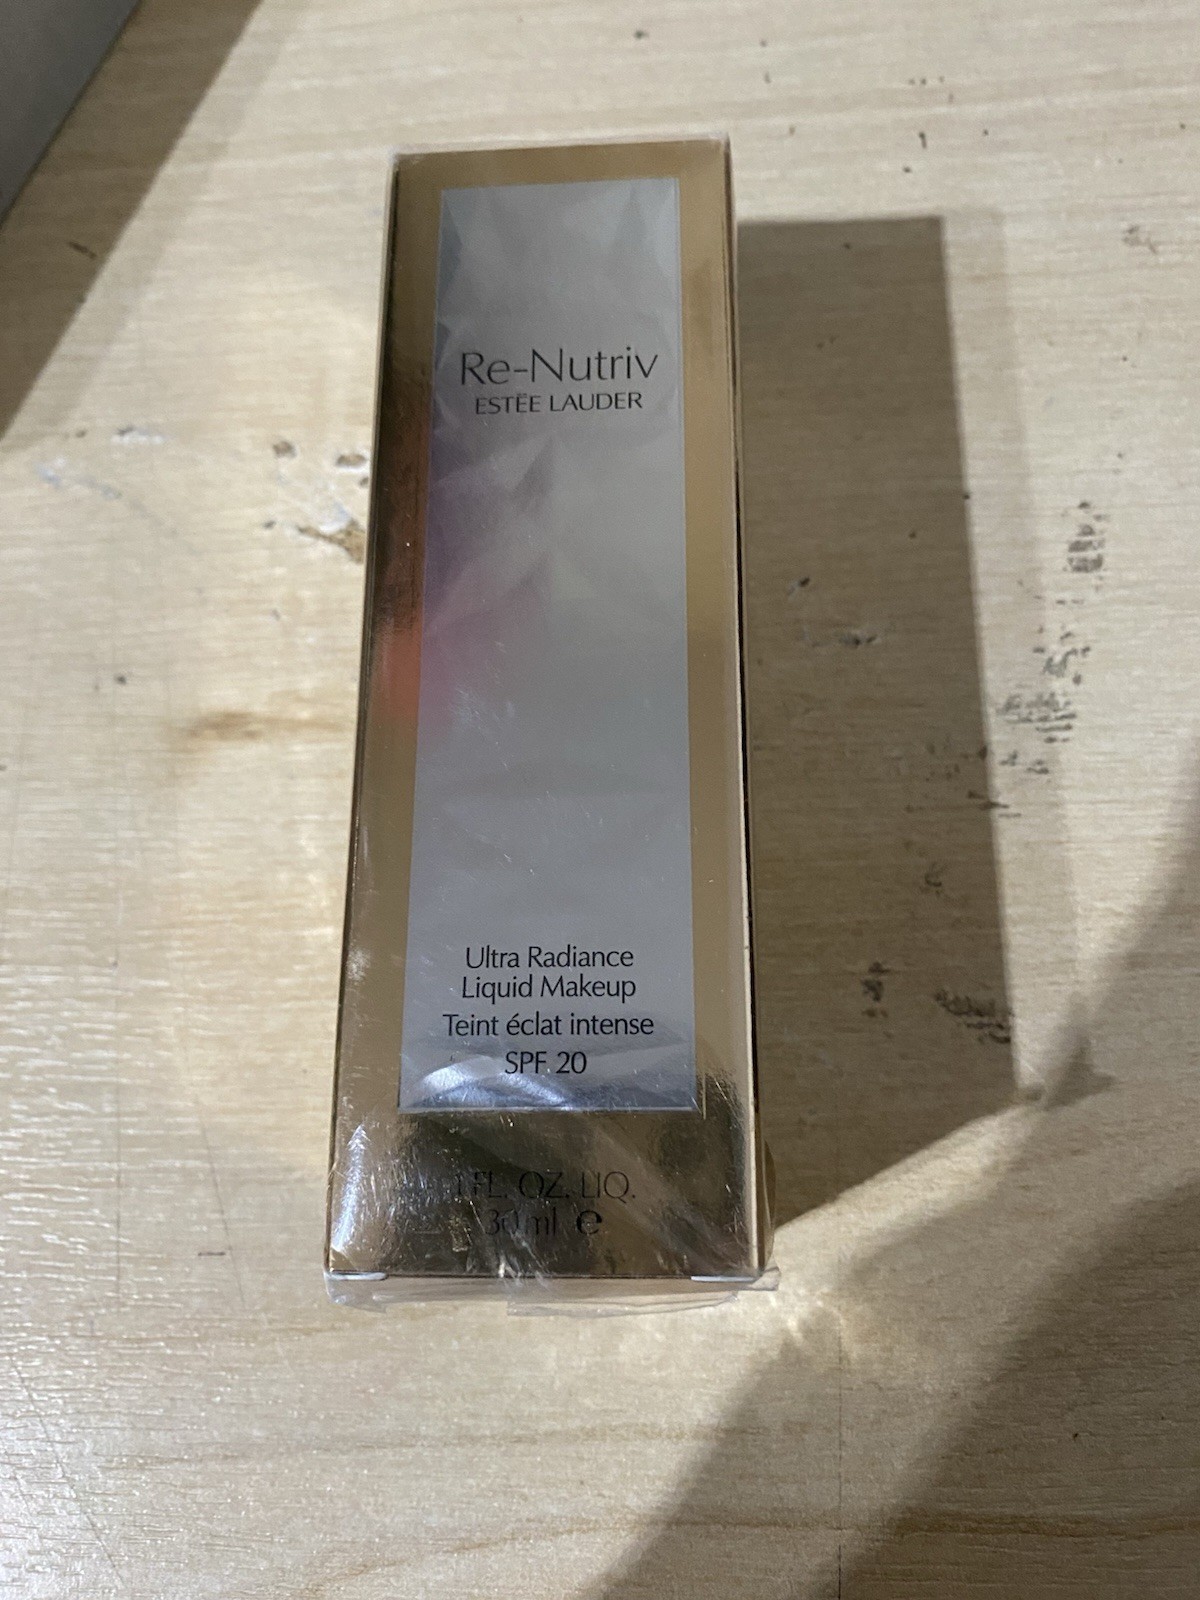 Re-Nutriv
ESTĒE LAUDER
Ultra Radiance
Liquid Makeup
Teint éclat intense
SPF 20
1 FL. OZ. LIQ.
30 ml e